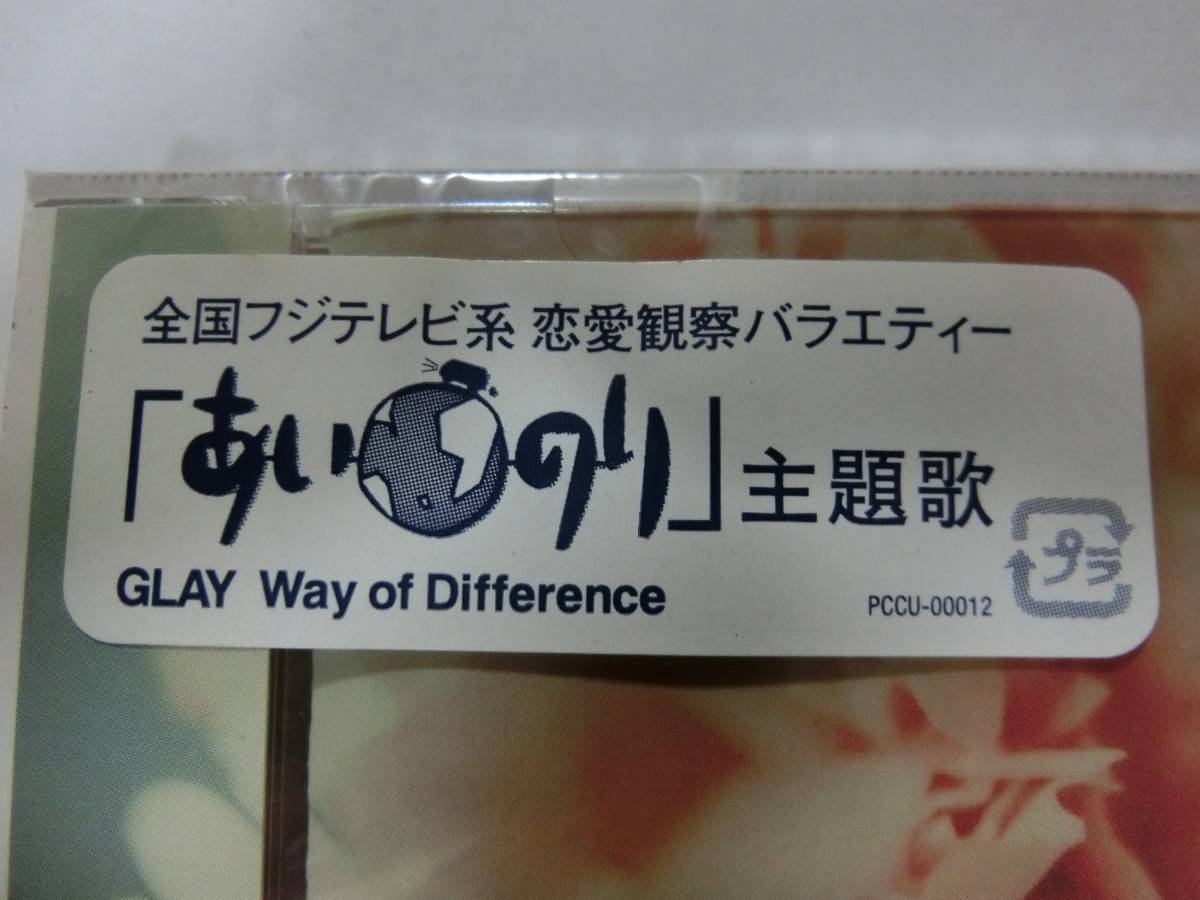 全国フジテレビ系 恋愛観察バラエティー
「あいのり」主題歌
GLAY Way of Difference
PCCU-00012
プラ